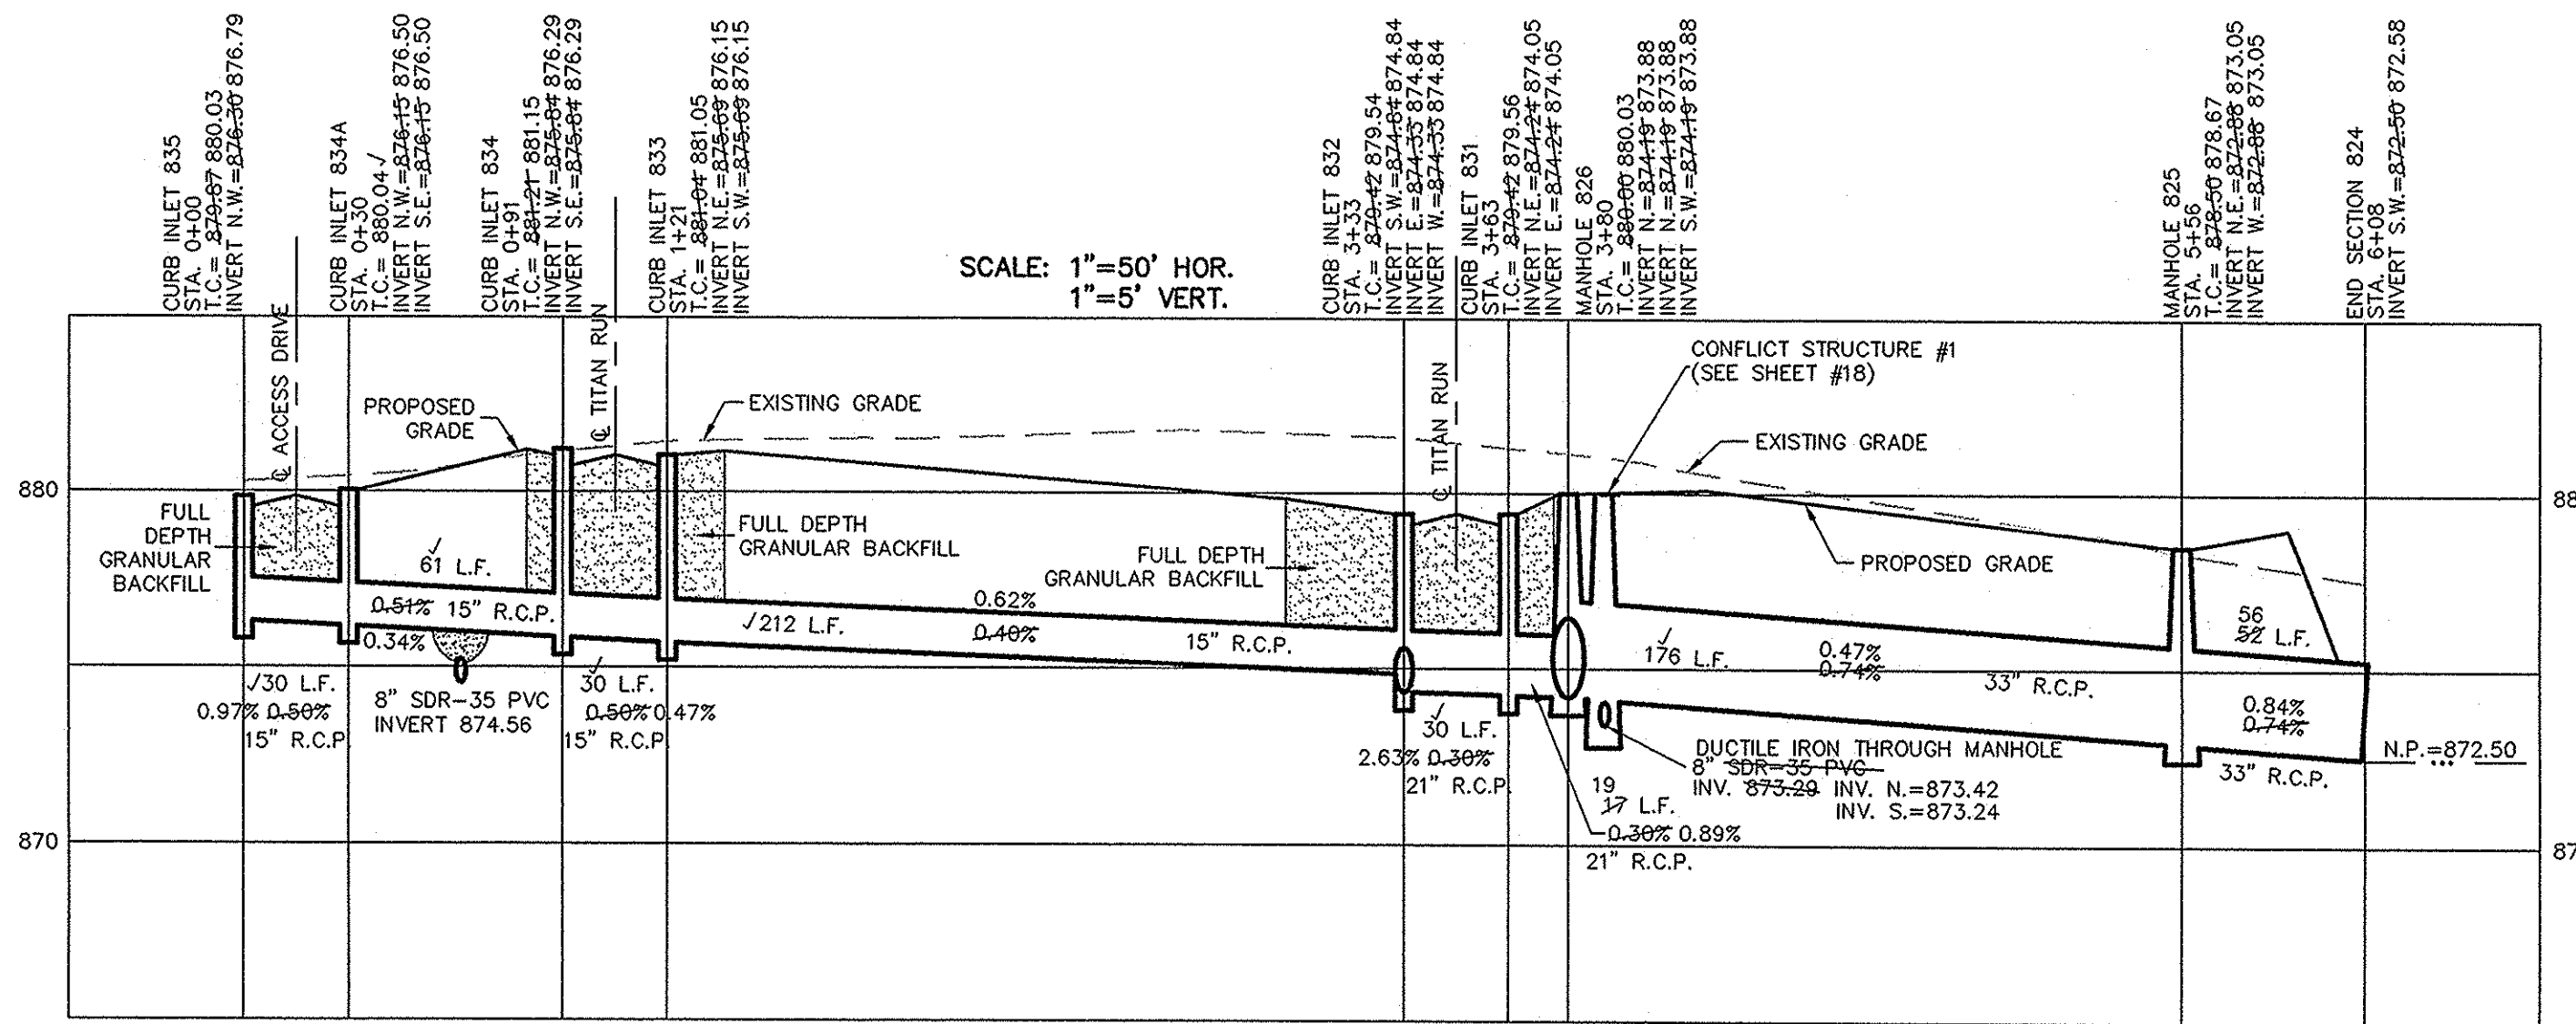 CURB INLET 835
STA. 0+00
T.C.= 879.87 880.03
INVERT N.W.=876.30 876.79
℄ ACCESS DRIVE
CURB INLET 834A
STA. 0+30
T.C.= 880.04 √
INVERT N.W.=876.15 876.50
INVERT S.E.=876.15 876.50
CURB INLET 834
STA. 0+91
T.C.= 881.21 881.15
INVERT N.W.=875.84 876.29
INVERT S.E.=875.84 876.29
℄ TITAN RUN
CURB INLET 833
STA. 1+21
T.C.= 881.04 881.05
INVERT N.E.=875.69 876.15
INVERT S.W.=875.69 876.15
SCALE: 1"=50' HOR.
1"=5' VERT.
CURB INLET 832
STA. 3+33
T.C.= 879.42 879.54
INVERT S.W.=874.84 874.84
INVERT E.=874.33 874.84
INVERT W.=874.33 874.84
℄ TITAN RUN
CURB INLET 831
STA. 3+63
T.C.= 879.42 879.56
INVERT N.E.=874.24 874.05
INVERT E.=874.24 874.05
MANHOLE 826
STA. 3+80
T.C.= 880.00 880.03
INVERT N=874.19 873.88
INVERT N.=874.19 873.88
INVERT S.W.=874.19 873.88
MANHOLE 825
STA. 5+56
T.C.= 878.50 878.67
INVERT N.E.=872.88 873.05
INVERT W.=872.88 873.05
END SECTION 824
STA. 6+08
INVERT S.W.=872.50 872.58
CONFLICT STRUCTURE #1
(SEE SHEET #18)
PROPOSED
GRADE
EXISTING GRADE
EXISTING GRADE
880
88
FULL
DEPTH
GRANULAR
BACKFILL
FULL DEPTH
GRANULAR BACKFILL
FULL DEPTH
GRANULAR BACKFILL
PROPOSED GRADE
√
61 L.F.
0.51% 15" R.C.P.
0.34%
0.62%
√212 L.F.
0.40%
15" R.C.P.
√
176 L.F.
0.47%
0.74%
33" R.C.P.
56
52 L.F.
0.84%
0.74%
33" R.C.P.
N.P.=872.50
√30 L.F.
0.97% 0.50%
15" R.C.P.
8" SDR-35 PVC
INVERT 874.56
√
30 L.F.
0.50% 0.47%
15" R.C.P.
√
30 L.F.
2.63% 0.30%
21" R.C.P.
DUCTILE IRON THROUGH MANHOLE
8" SDR-35 PVC
INV. 873.29 INV. N.=873.42
INV. S.=873.24
19
17 L.F.
0.30% 0.89%
21" R.C.P.
870
87